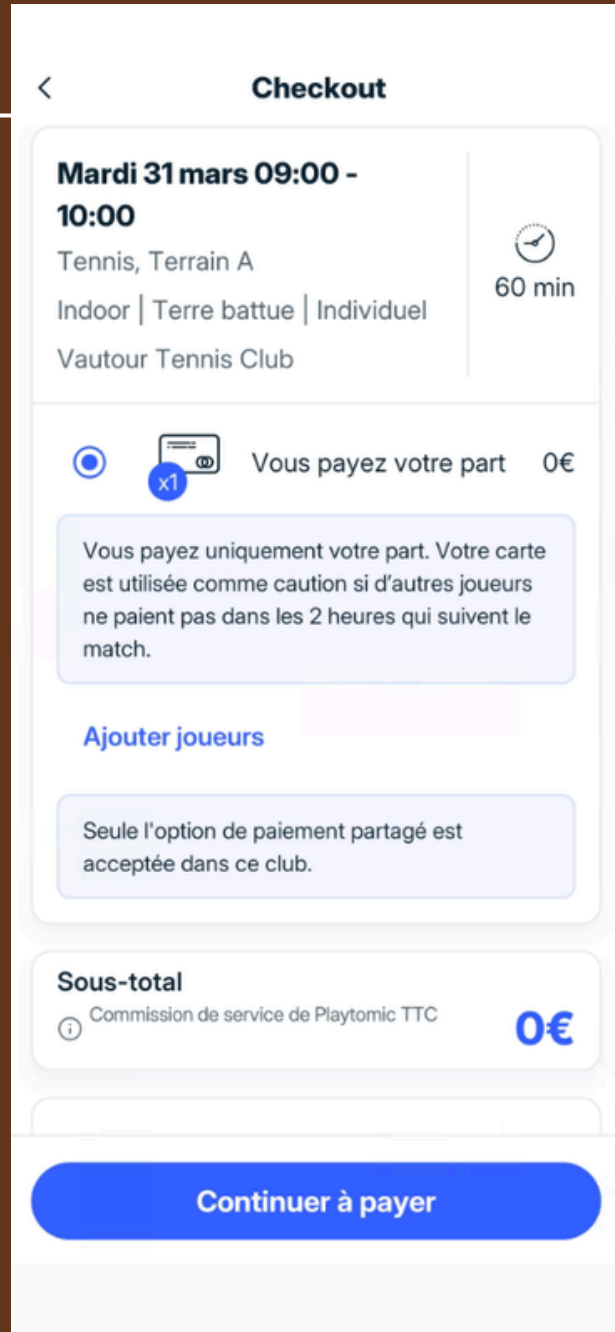 Checkout
Mardi 31 mars 09:00 -
10:00
Tennis, Terrain A
Indoor | Terre battue | Individuel
Vautour Tennis Club
60 min
x1
Vous payez votre part 0€
Vous payez uniquement votre part. Votre carte
est utilisée comme caution si d'autres joueurs
ne paient pas dans les 2 heures qui suivent le
match.
Ajouter joueurs
Seule l'option de paiement partagé est
acceptée dans ce club.
Sous-total
Commission de service de Playtomic TTC
0€
Continuer à payer